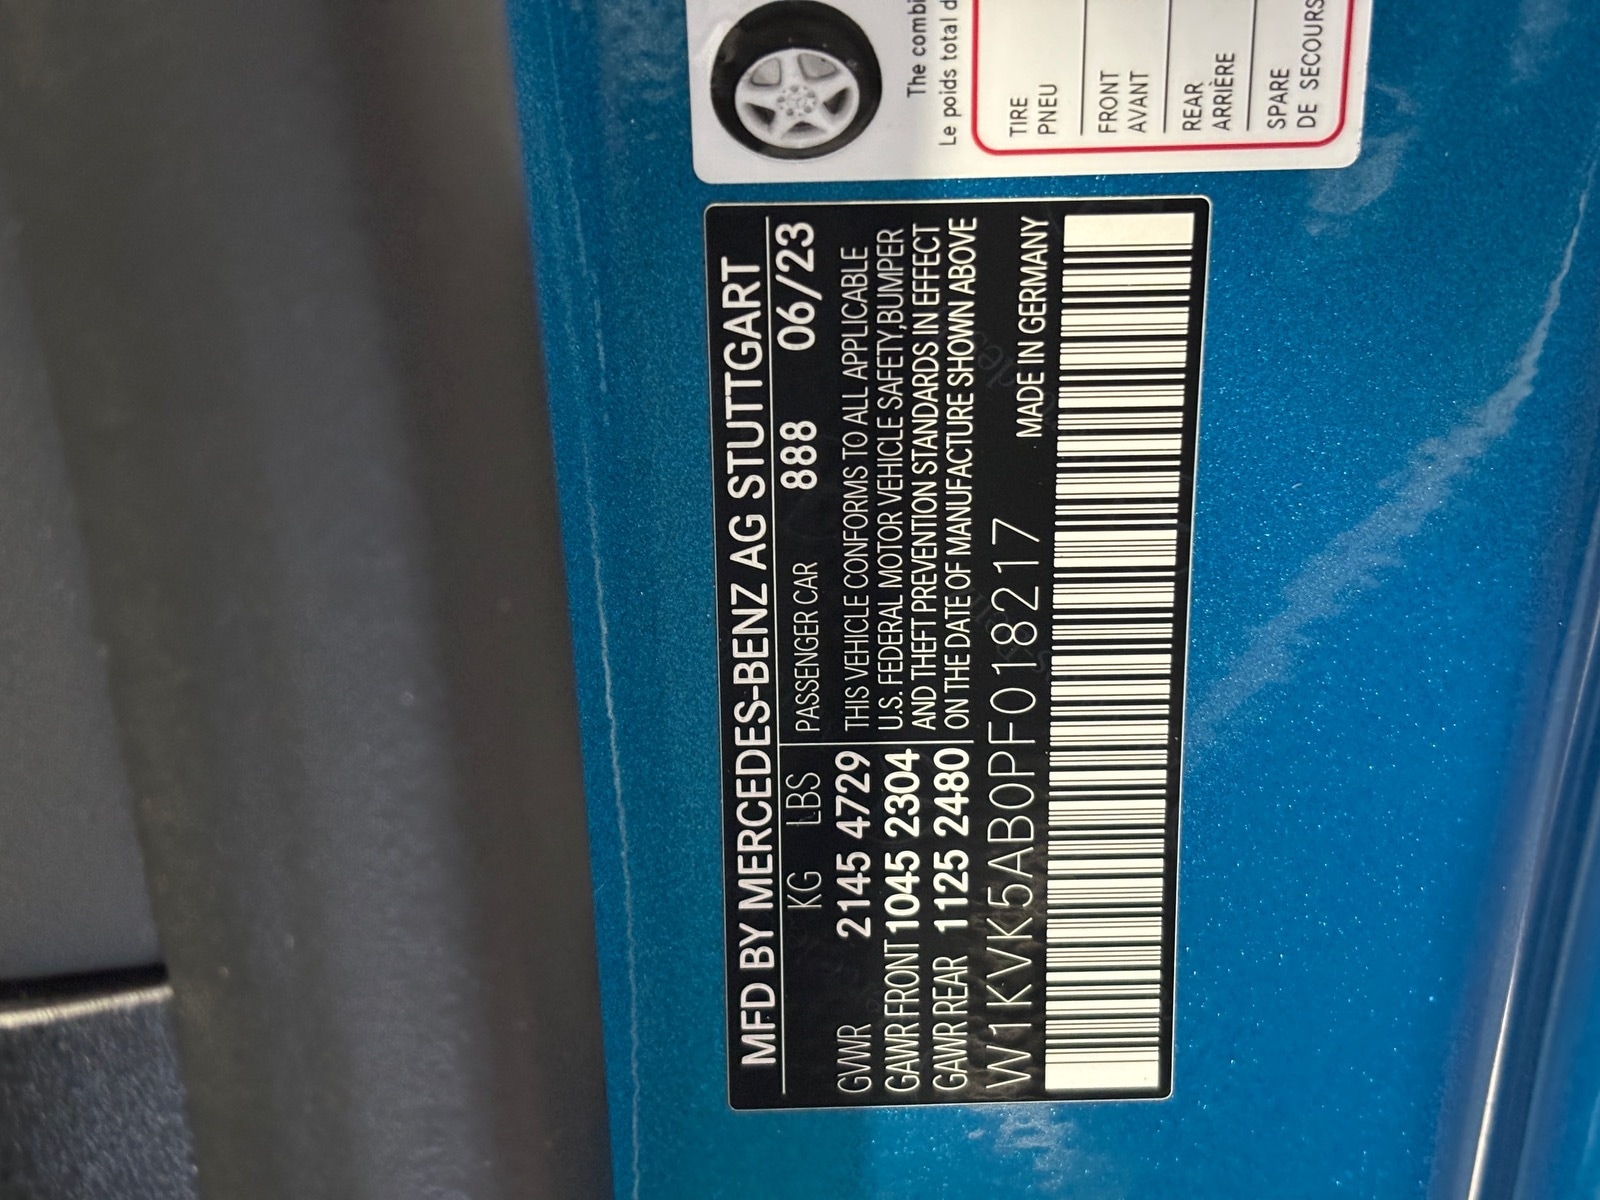 MFD BY MERCEDES-BENZ AG STUTTGART
KG LBS PASSENGER CAR 888 06/23
GVWR 2145 4729 THIS VEHICLE CONFORMS TO ALL APPLICABLE
GAWR FRONT 1045 2304 U.S. FEDERAL MOTOR VEHICLE SAFETY,BUMPER
AND THEFT PREVENTION STANDARDS IN EFFECT
GAWR REAR 1125 2480 ON THE DATE OF MANUFACTURE SHOWN ABOVE
W1KVK5AB0PF018217 MADE IN GERMANY
The combi
Le poids total d
TIRE
PNEU
FRONT
AVANT
REAR
ARRIÈRE
SPARE
DE SECOURS